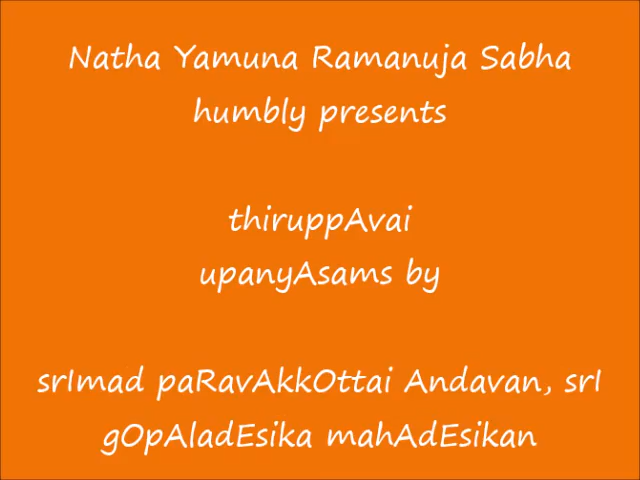 Natha Yamuna Ramanuja Sabha
humbly presents
thiruppAvai
upanyAsams by
srImad paRavAkkOttai Andavan, srI
gOpAladEsika mahAdEsikan